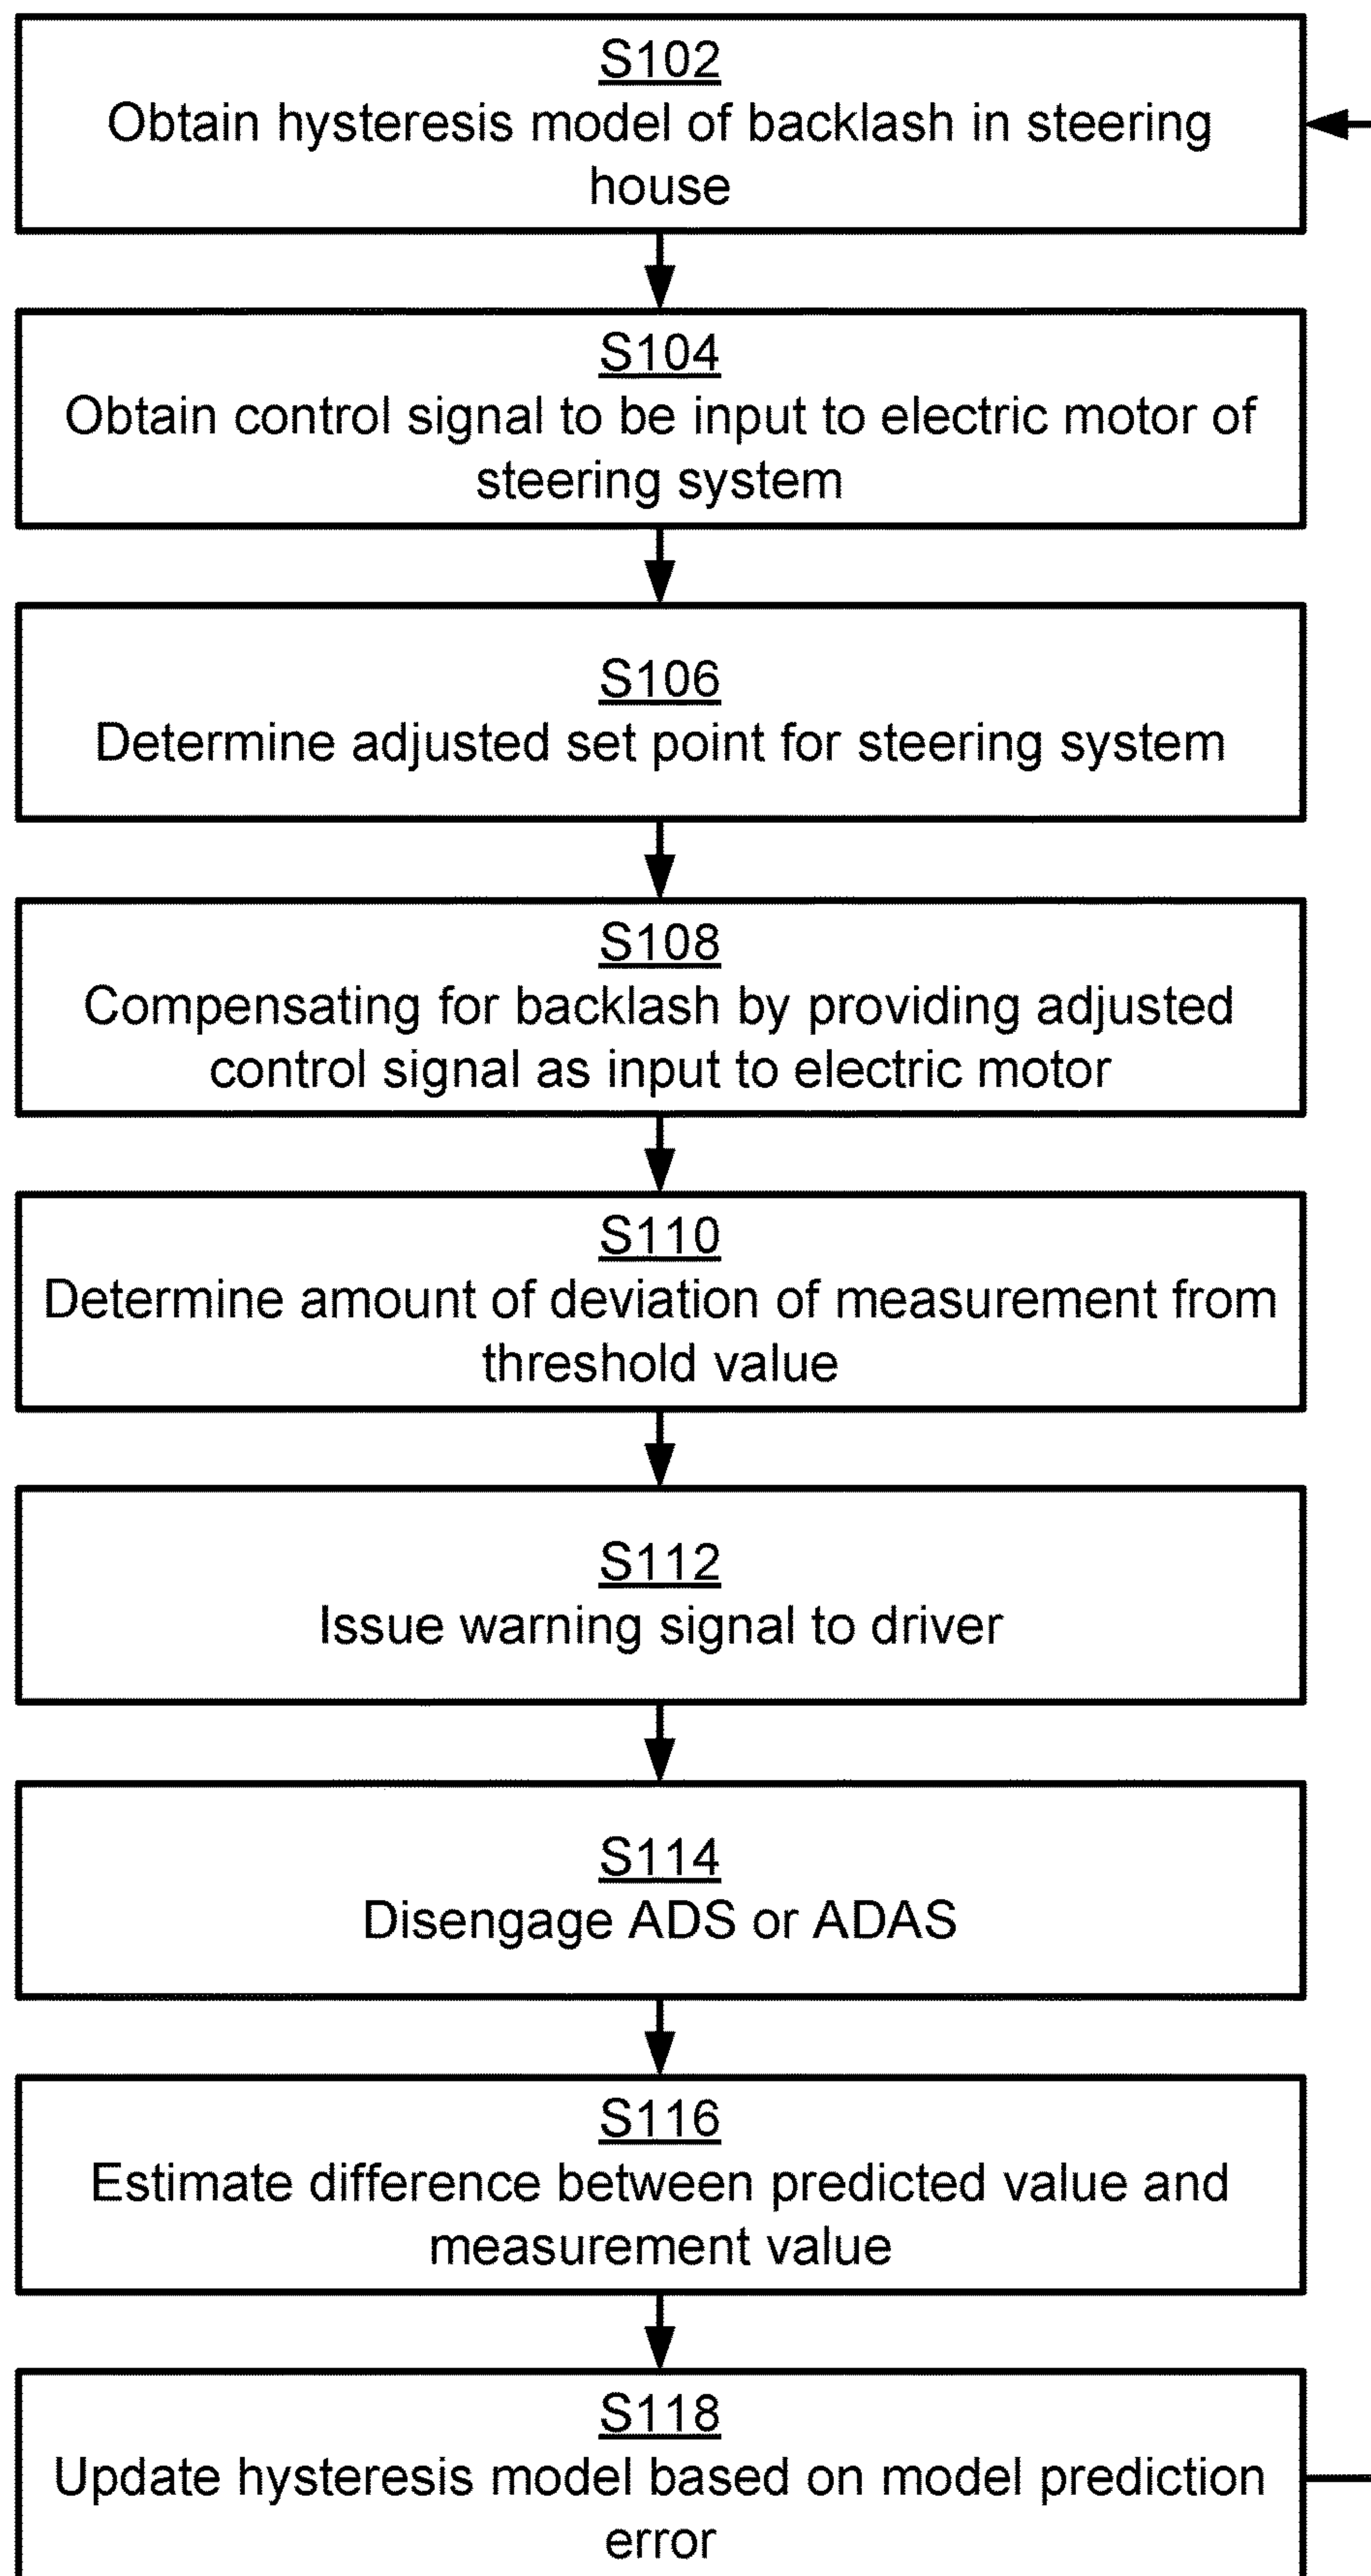 S102
Obtain hysteresis model of backlash in steering
house
S104
Obtain control signal to be input to electric motor of
steering system
S106
Determine adjusted set point for steering system
S108
Compensating for backlash by providing adjusted
control signal as input to electric motor
S110
Determine amount of deviation of measurement from
threshold value
S112
Issue warning signal to driver
S114
Disengage ADS or ADAS
S116
Estimate difference between predicted value and
measurement value
S118
Update hysteresis model based on model prediction
error